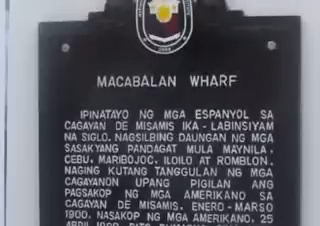 MACABALAN WHARF
IPINATAYO NG MGA ESPANYOL SA
CAGAYAN DE MISAMIS IKA - LABINSIYAM
NA SIGLO. NAGSILBING DAUNGAN NG MGA
SASAKYANG PANDAGAT MULA MAYNILA,
CEBU, MARIBOJOC, ILOILO AT ROMBLON.
NAGING KUTANG TANGGULAN NG MGA
CAGAYANON UPANG PIGILAN ANG
PAGSAKOP NG MGA AMERIKANO SA
CAGAYAN DE MISAMIS, ENERO - MARSO
1900. NASAKOP NG MGA AMERIKANO, 25